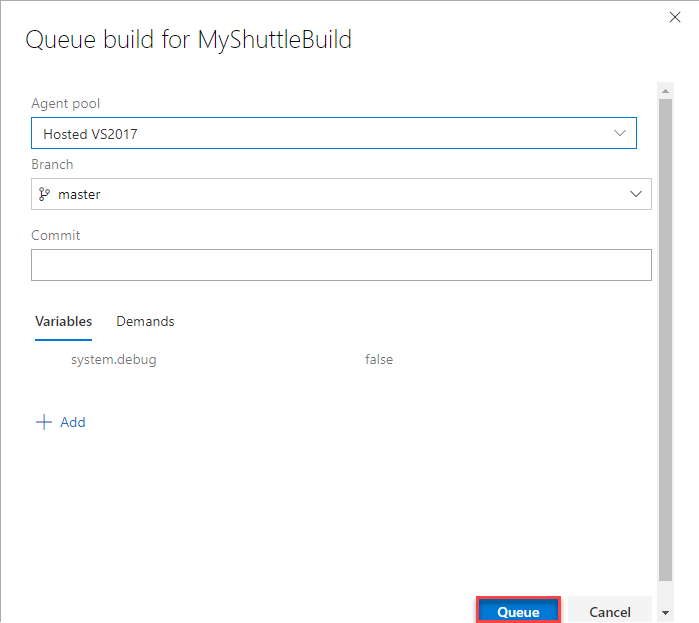 Queue build for MyShuttleBuild
Agent pool
Hosted VS2017
Branch
master
Commit
Variables Demands
system.debug false
Add
Queue Cancel